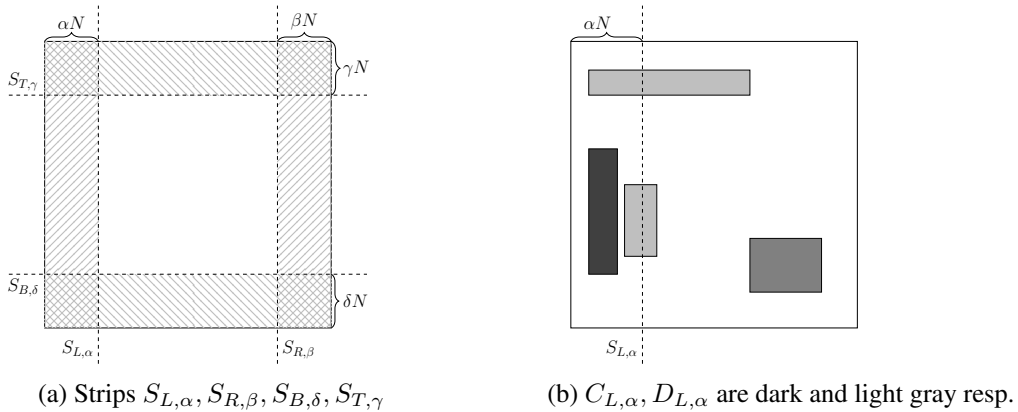 αN
βN
αN
γN
S_{T,γ}
S_{B,δ}
δN
S_{L,α}
S_{R,β}
S_{L,α}
(a) Strips S_{L,α}, S_{R,β}, S_{B,δ}, S_{T,γ}
(b) C_{L,α}, D_{L,α} are dark and light gray resp.